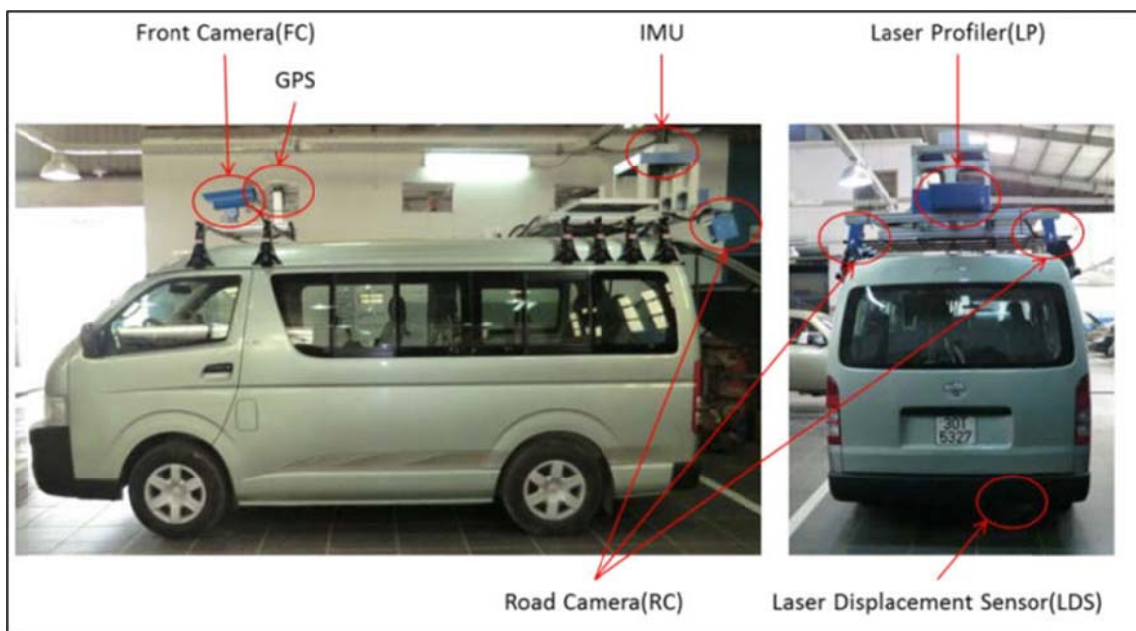 Front Camera(FC)
IMU
Laser Profiler(LP)
GPS
30T
5327
Road Camera(RC)
Laser Displacement Sensor(LDS)